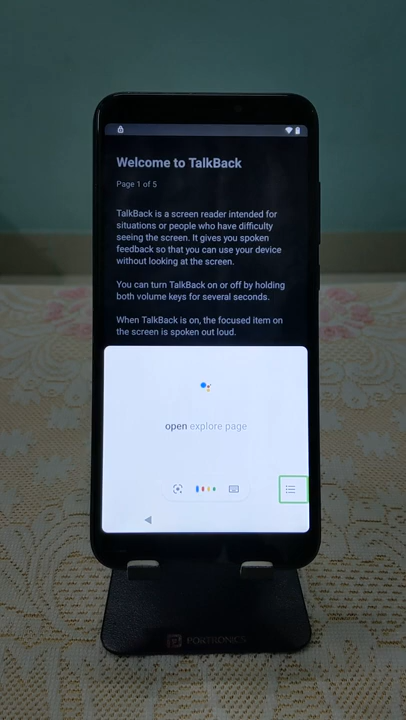 Welcome to TalkBack
Page 1 of 5
TalkBack is a screen reader intended for
situations or people who have difficulty
seeing the screen. It gives you spoken
feedback so that you can use your device
without looking at the screen.
You can turn TalkBack on or off by holding
both volume keys for several seconds.
When TalkBack is on, the focused item on
the screen is spoken out loud.
open explore page
PORTRONICS